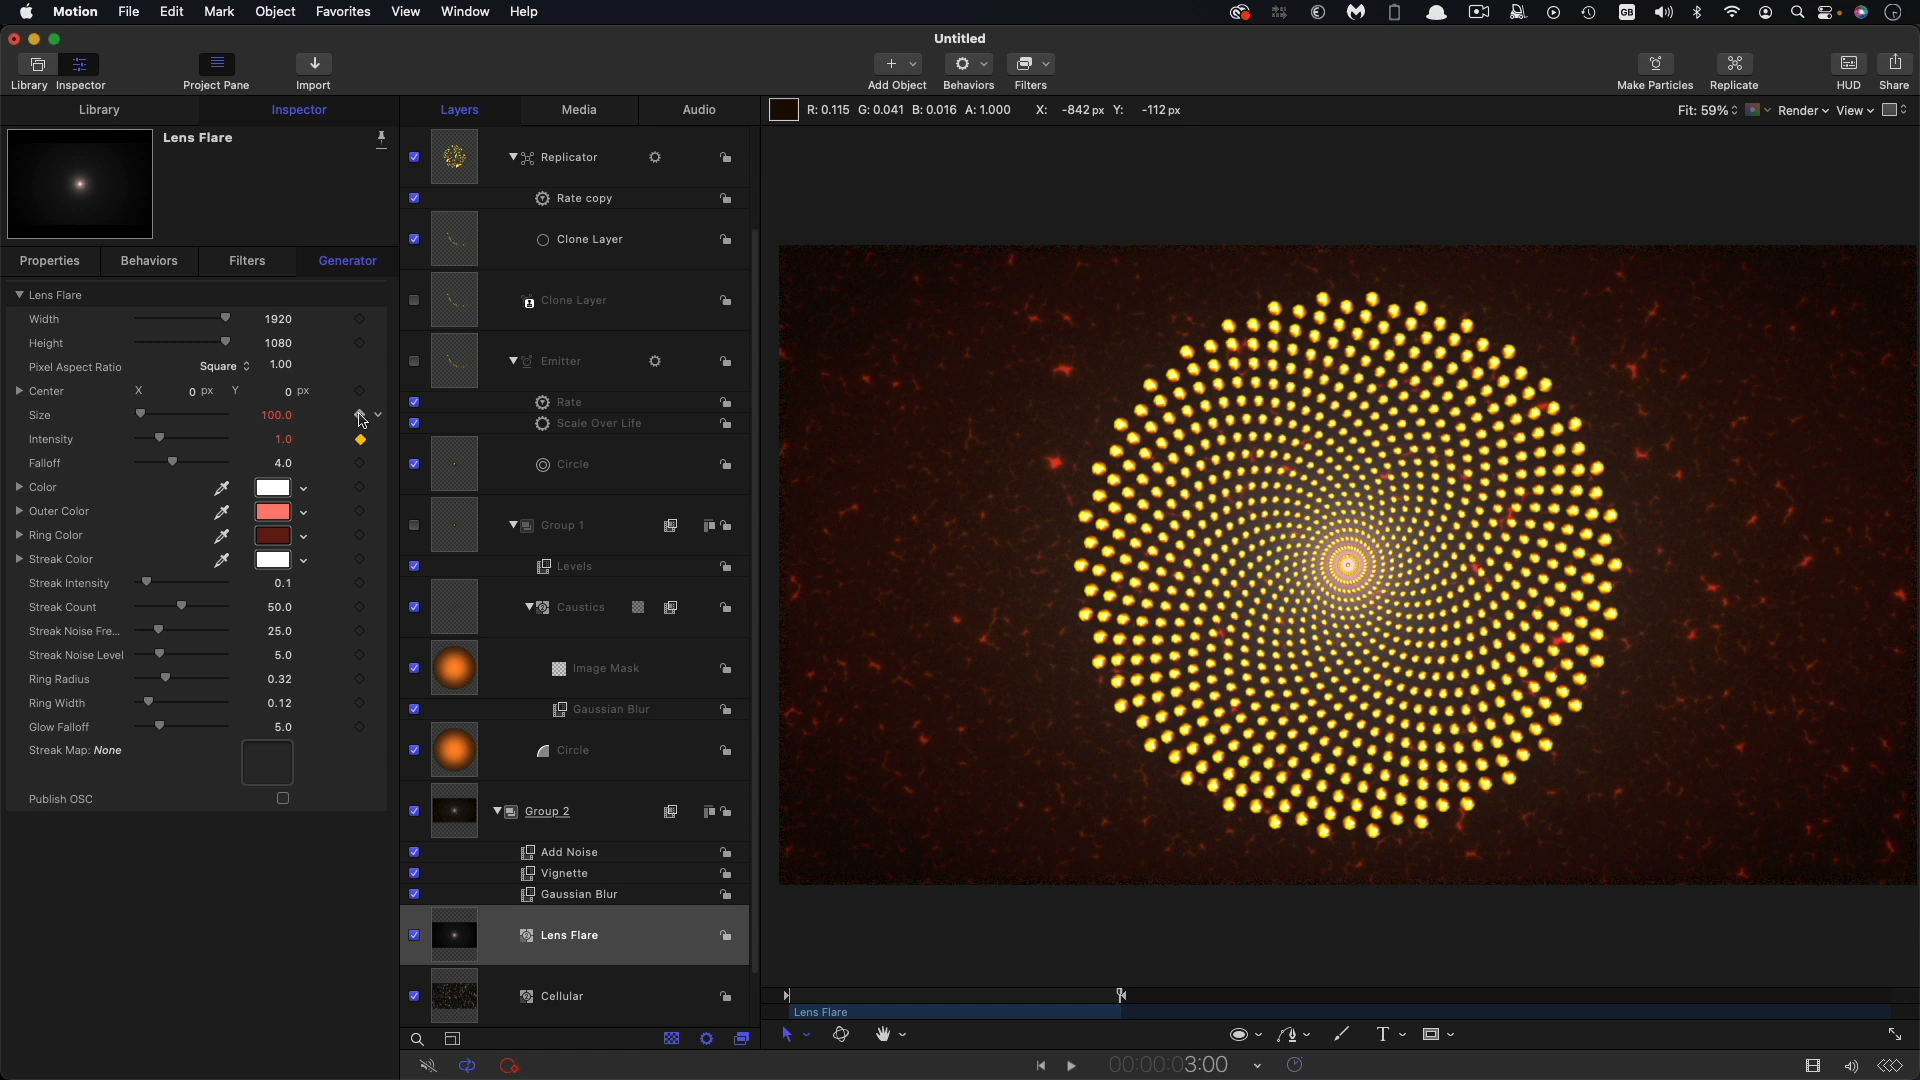 Motion File Edit Mark Object Favorites View Window Help
GB
Untitled
Library Inspector Project Pane Import Add Object Behaviors Filters Make Particles Replicate HUD Share
Library Inspector Layers Media Audio
R: 0.115 G: 0.041 B: 0.016 A: 1.000 X: -842 px Y: -112 px
Fit: 59% Render View
Lens Flare
Properties Behaviors Filters Generator
Lens Flare
Width 1920
Height 1080
Pixel Aspect Ratio Square 1.00
Center X 0 px Y 0 px
Size 100.0
Intensity 1.0
Falloff 4.0
Color
Outer Color
Ring Color
Streak Color
Streak Intensity 0.1
Streak Count 50.0
Streak Noise Fre... 25.0
Streak Noise Level 5.0
Ring Radius 0.32
Ring Width 0.12
Glow Falloff 5.0
Streak Map: None
Publish OSC
Replicator
Rate copy
Clone Layer
Clone Layer
Emitter
Rate
Scale Over Life
Circle
Group 1
Levels
Caustics
Image Mask
Gaussian Blur
Circle
Group 2
Add Noise
Vignette
Gaussian Blur
Lens Flare
Cellular
Lens Flare
T
00:00:03:00